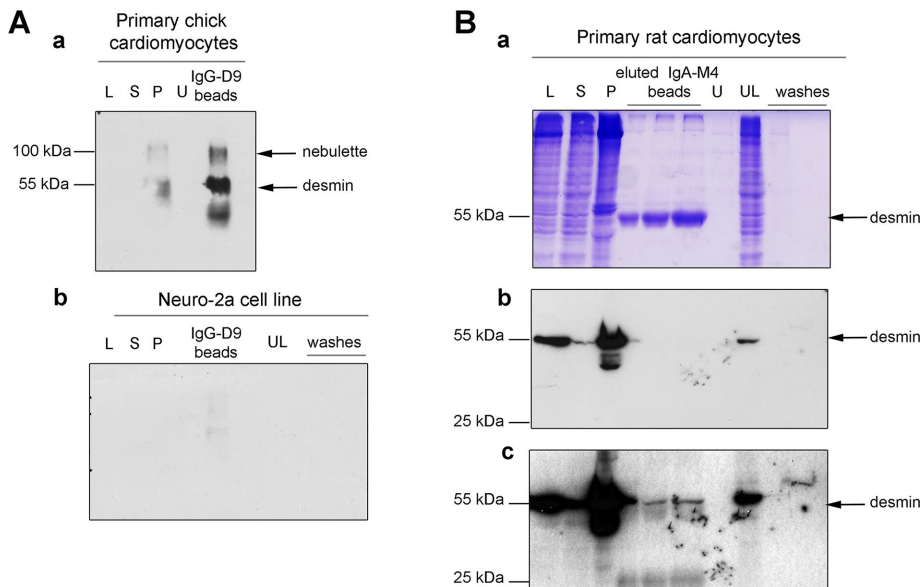 A
a
Primary chick
cardiomyocytes
L S P U IgG-D9
beads
100 kDa
nebulette
55 kDa
desmin
b
Neuro-2a cell line
L S P IgG-D9
beads UL washes
B
a
Primary rat cardiomyocytes
eluted IgA-M4
L S P beads U UL washes
55 kDa
desmin
b
55 kDa
desmin
25 kDa
c
55 kDa
desmin
25 kDa